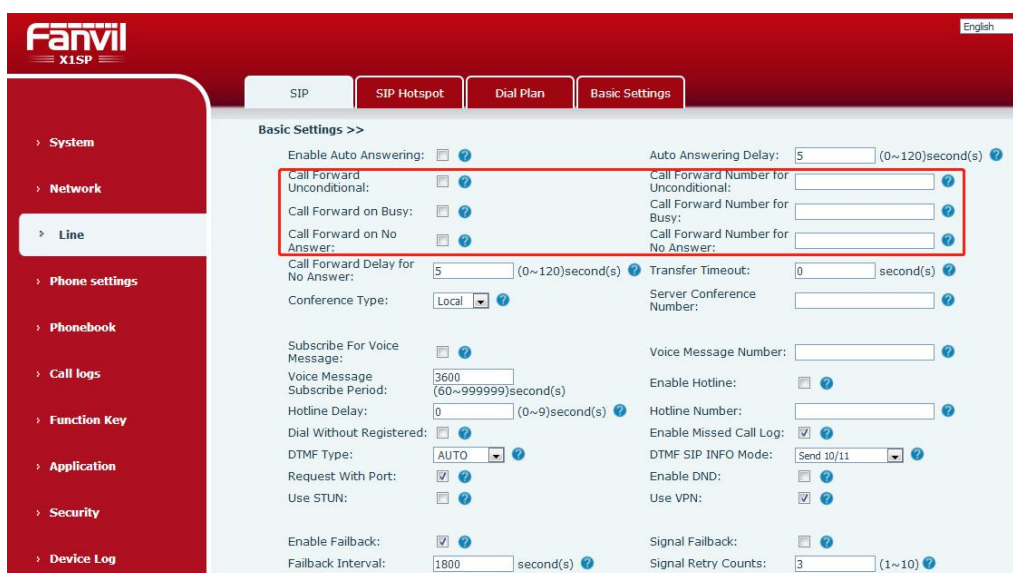 Fanvil
X1SP
English
SIP SIP Hotspot Dial Plan Basic Settings
System
Network
Line
Phone settings
Phonebook
Call logs
Function Key
Application
Security
Device Log
Basic Settings >>
Enable Auto Answering: Auto Answering Delay: 5 (0~120)second(s)
Call Forward Unconditional: Call Forward Number for Unconditional:
Call Forward on Busy: Call Forward Number for Busy:
Call Forward on No Answer: Call Forward Number for No Answer:
Call Forward Delay for No Answer: 5 (0~120)second(s) Transfer Timeout: 0 second(s)
Conference Type: Local Server Conference Number:
Subscribe For Voice Message: Voice Message Number:
Voice Message Subscribe Period: 3600 (60~999999)second(s) Enable Hotline:
Hotline Delay: 0 (0~9)second(s) Hotline Number:
Dial Without Registered: Enable Missed Call Log:
DTMF Type: AUTO DTMF SIP INFO Mode: Send 10/11
Request With Port: Enable DND:
Use STUN: Use VPN:
Enable Failback: Signal Failback:
Failback Interval: 1800 second(s) Signal Retry Counts: 3 (1~10)